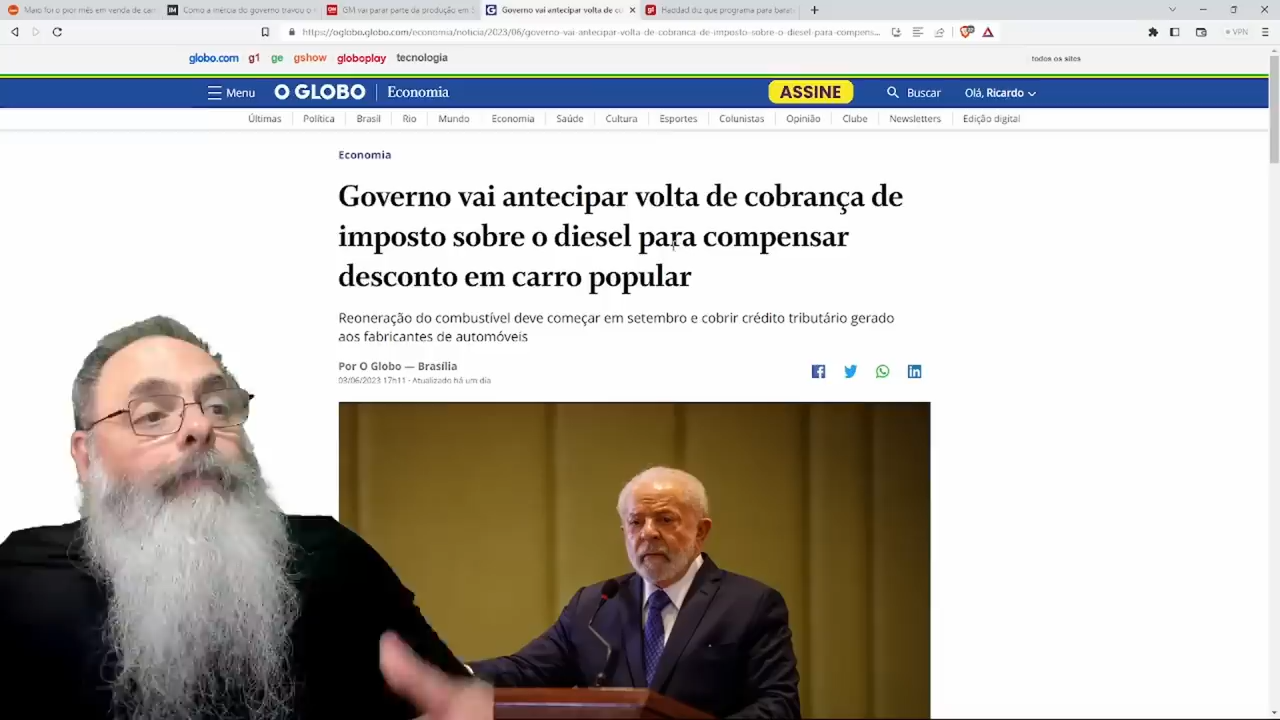 Maio foi o pior mês em venda de carr
Como a inércia do governo travou o
GM vai parar parte da produção em S
Governo vai antecipar volta de co
Haddad diz que programa para barat
https://oglobo.globo.com/economia/noticia/2023/06/governo-vai-antecipar-volta-de-cobranca-de-imposto-sobre-o-diesel-para-compens...
VPN
globo.com g1 ge gshow globoplay tecnologia
todos os sites
Menu O GLOBO Economia ASSINE Buscar Olá, Ricardo
Últimas Política Brasil Rio Mundo Economia Saúde Cultura Esportes Colunistas Opinião Clube Newsletters Edição digital
Economia
Governo vai antecipar volta de cobrança de
imposto sobre o diesel para compensar
desconto em carro popular
Reoneração do combustível deve começar em setembro e cobrir crédito tributário gerado
aos fabricantes de automóveis
Por O Globo — Brasília
03/06/2023 17h11 · Atualizado há um dia